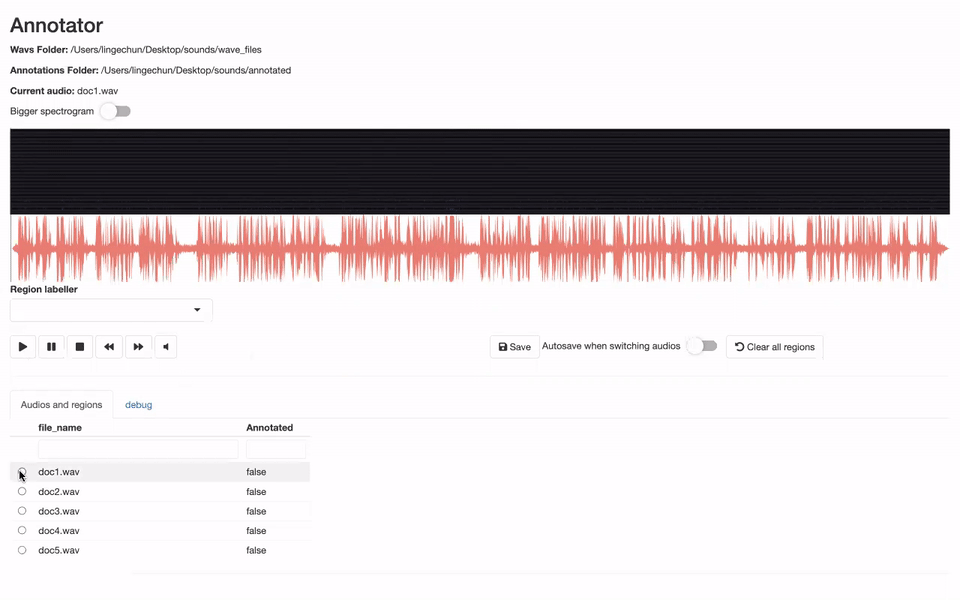 Annotator
Wavs Folder: /Users/lingechun/Desktop/sounds/wave_files
Annotations Folder: /Users/lingechun/Desktop/sounds/annotated
Current audio: doc1.wav
Bigger spectrogram
Region labeller
Save Autosave when switching audios Clear all regions
Audios and regions debug
file_name Annotated
doc1.wav false
doc2.wav false
doc3.wav false
doc4.wav false
doc5.wav false